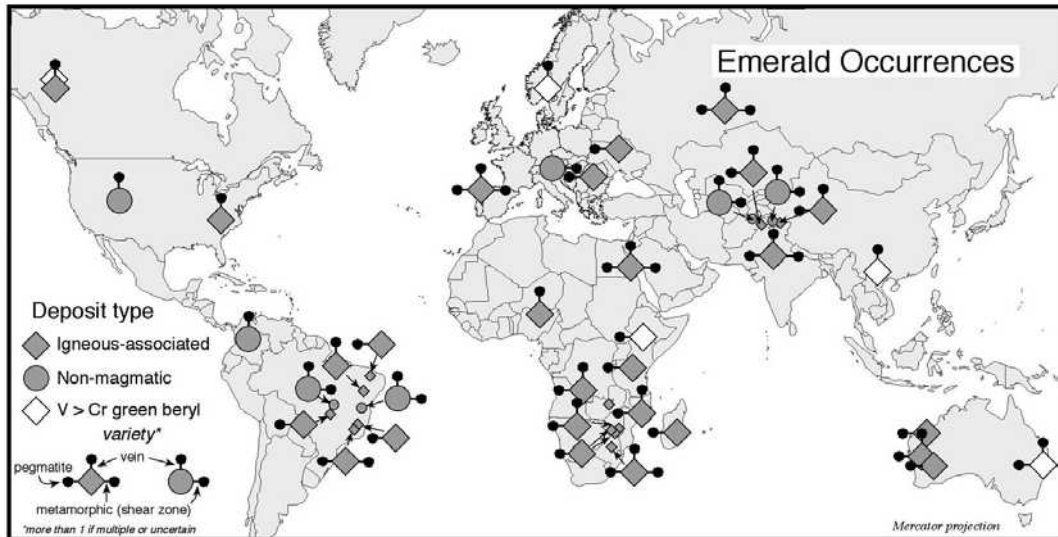 Emerald Occurrences
Deposit type
Igneous-associated
Non-magmatic
V > Cr green beryl
variety*
vein
pegmatite
metamorphic (shear zone)
*more than 1 if multiple or uncertain
Mercator projection